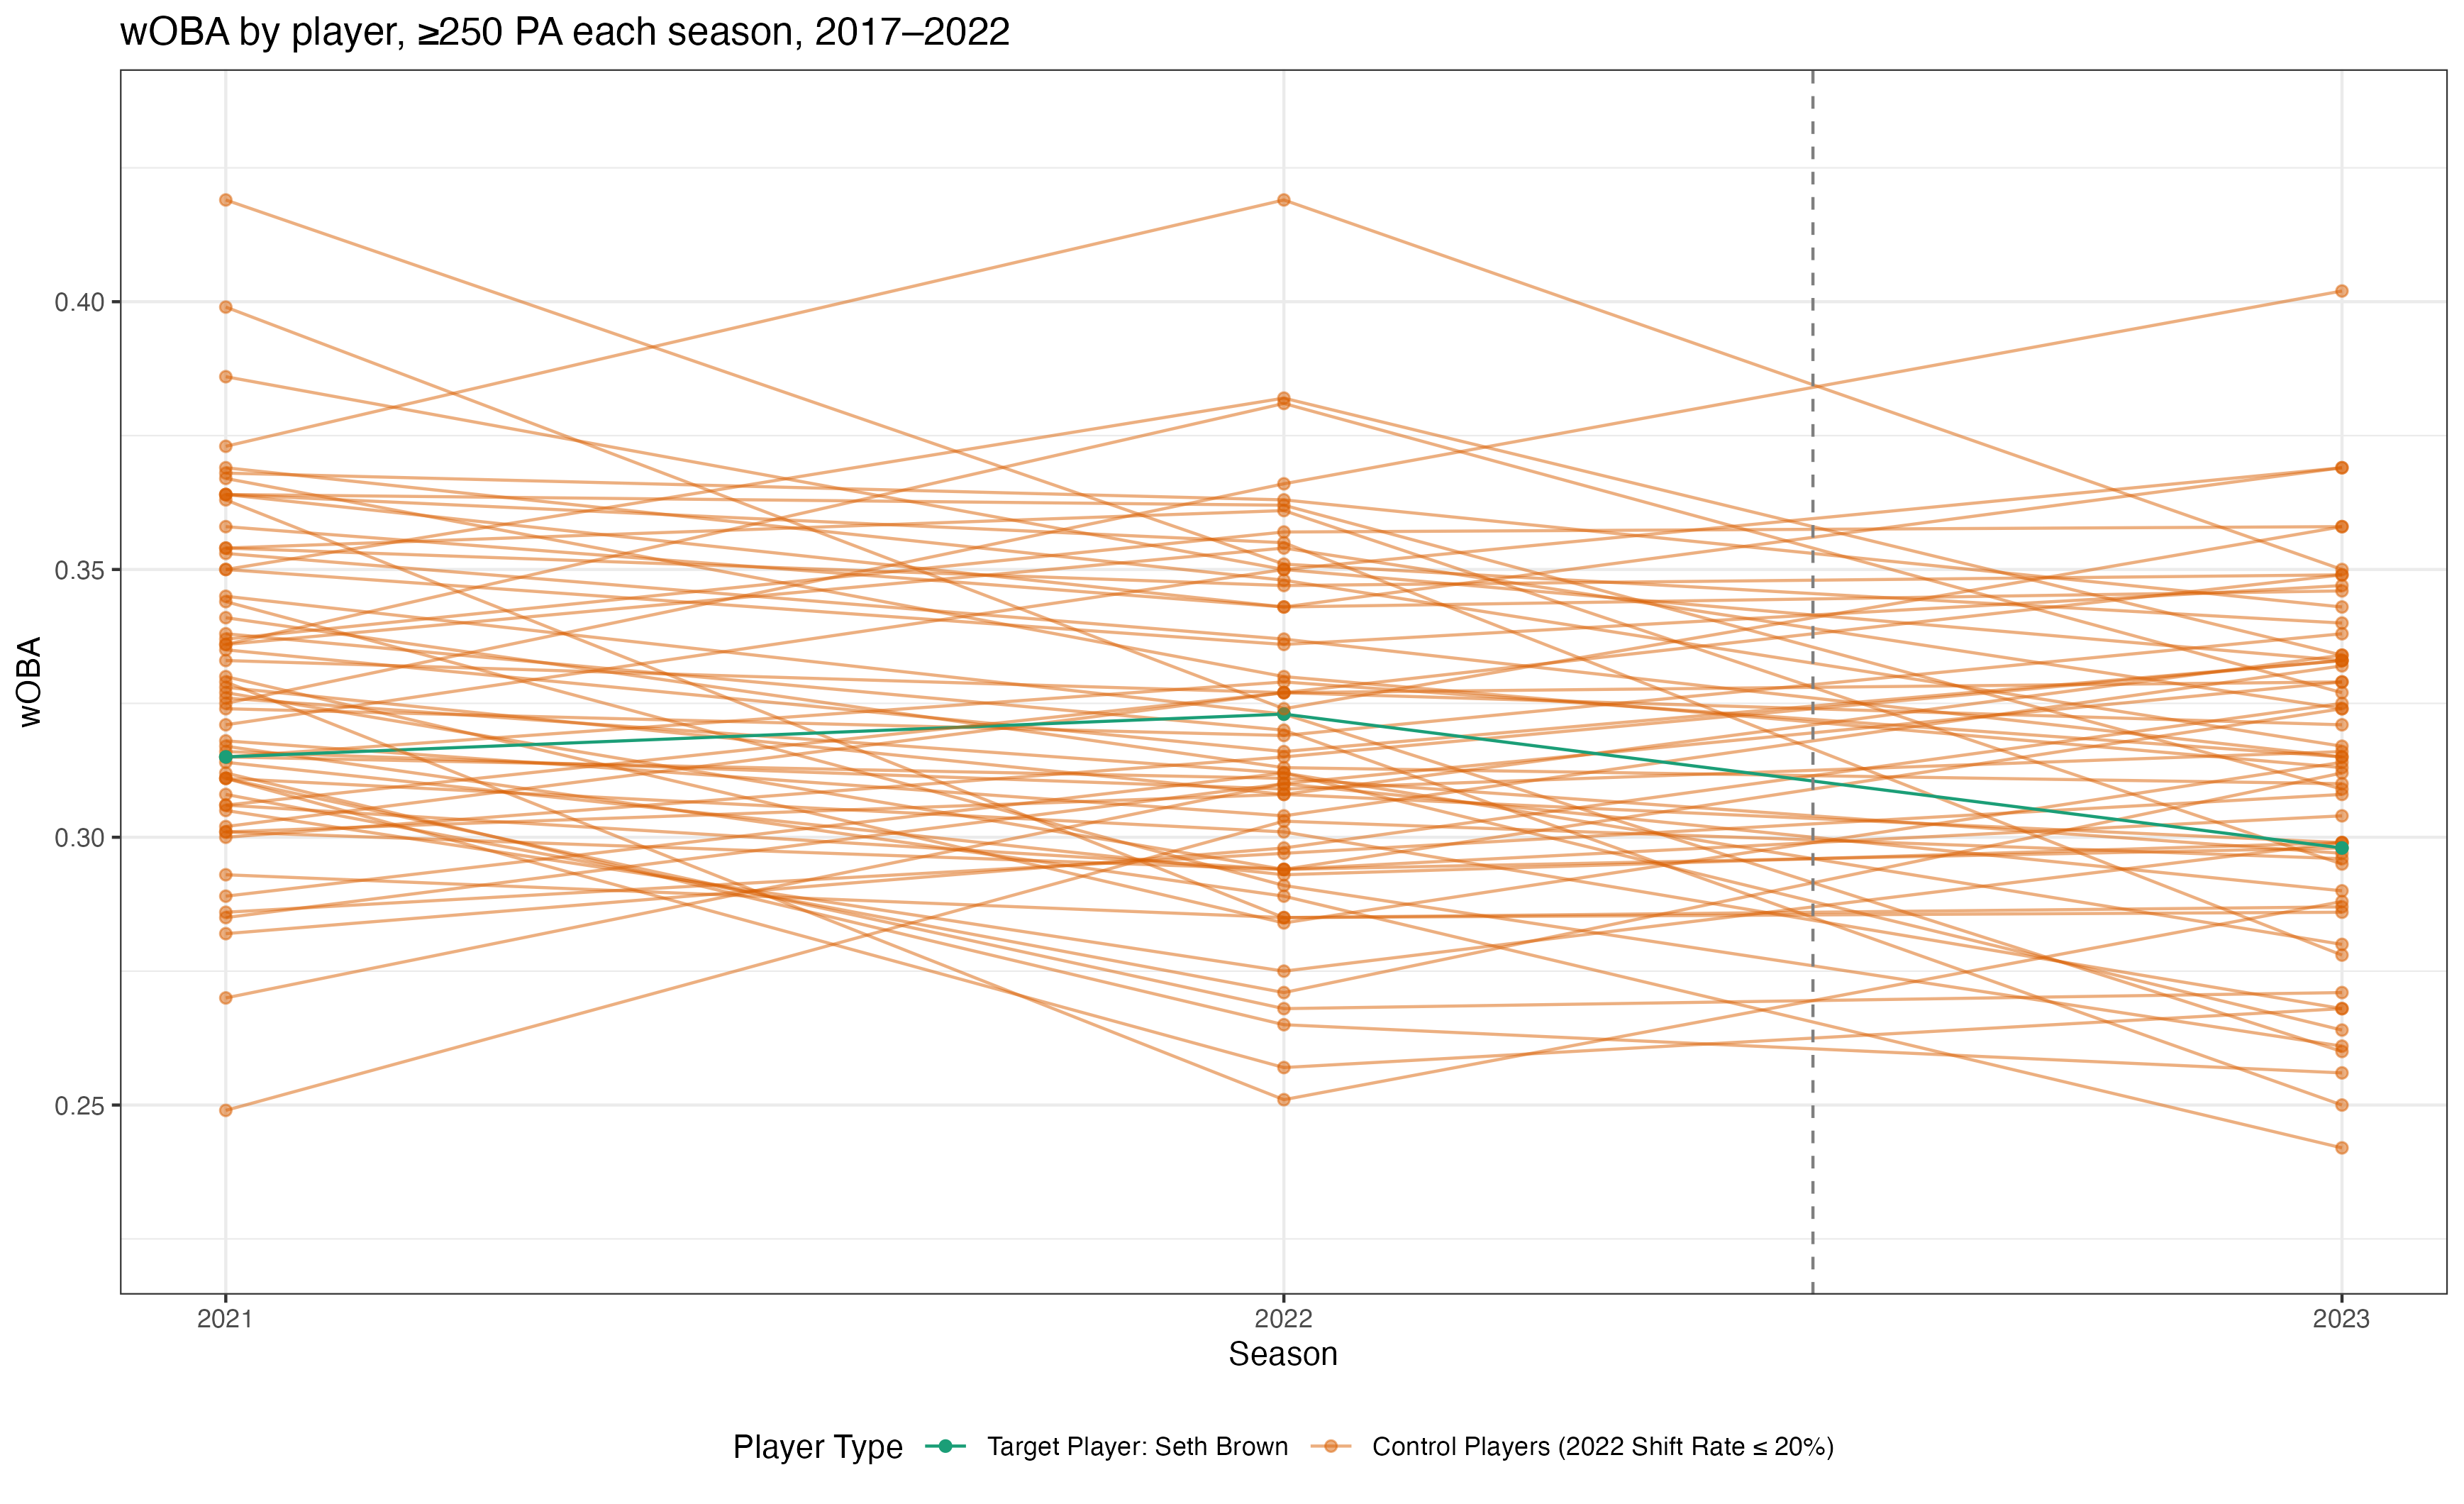 wOBA by player, ≥250 PA each season, 2017–2022
wOBA
0.40
0.35
0.30
0.25
2021
2022
2023
Season
Player Type
Target Player: Seth Brown
Control Players (2022 Shift Rate ≤ 20%)